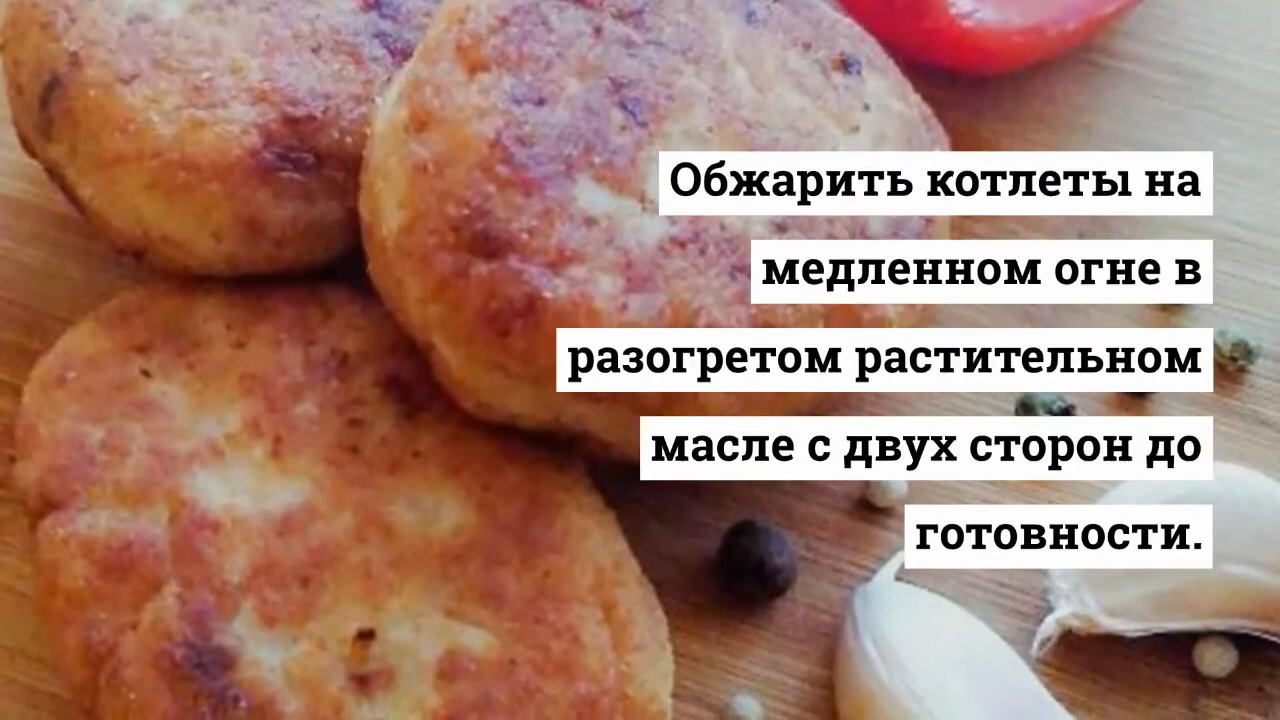 Обжарить котлеты на
медленном огне в
разогретом растительном
масле с двух сторон до
готовности.